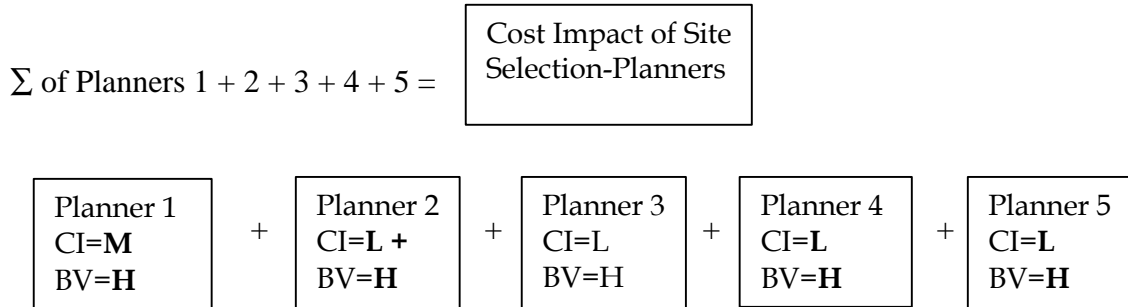 Cost Impact of Site
Selection-Planners
∑ of Planners 1 + 2 + 3 + 4 + 5 =
Planner 1
CI=M
BV=H
+
Planner 2
CI=L +
BV=H
+
Planner 3
CI=L
BV=H
+
Planner 4
CI=L
BV=H
+
Planner 5
CI=L
BV=H